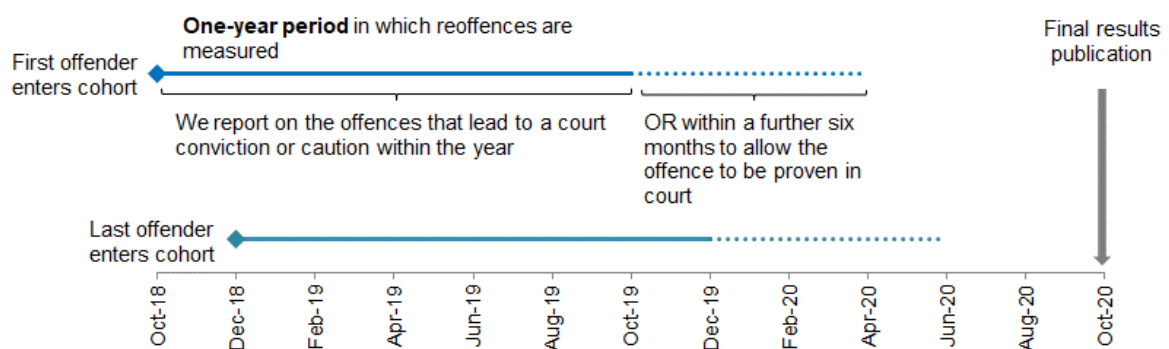 One-year period in which reoffences are
measured
Final results
publication
First offender
enters cohort
We report on the offences that lead to a court
conviction or caution within the year
OR within a further six
months to allow the
offence to be proven in
court
Last offender
enters cohort
Oct-18
Dec-18
Feb-19
Apr-19
Jun-19
Aug-19
Oct-19
Dec-19
Feb-20
Apr-20
Jun-20
Aug-20
Oct-20